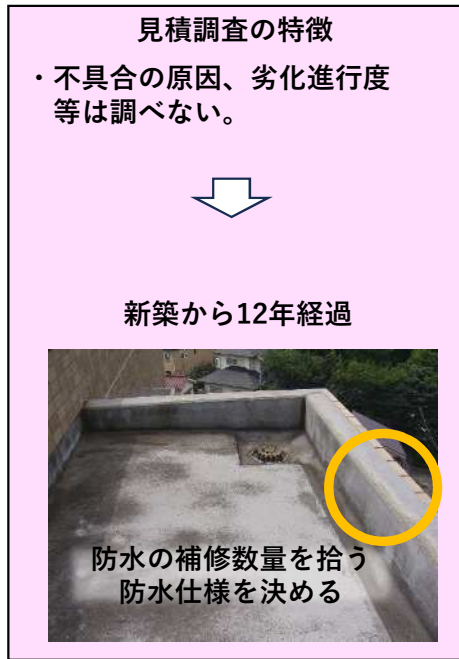 見積調査の特徴
・不具合の原因、劣化進行度
等は調べない。
新築から12年経過
防水の補修数量を拾う
防水仕様を決める